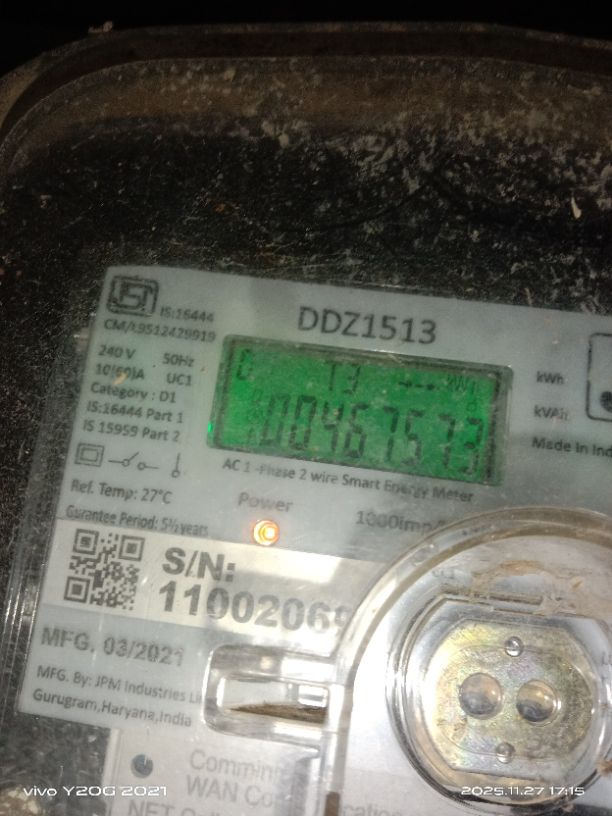 ISI
IS:16444
CM/L9512429919
DDZ1513
240 V 50Hz
10(60)A UC1
Category : D1
IS:16444 Part 1
IS 15959 Part 2
T3
kWh
kVAh
Made in Ind
AC 1 -Phase 2 wire Smart Energy Meter
Ref. Temp: 27°C
Power
1000imp/
Gurantee Period: 5½ years
S/N:
11002069
MFG. 03/2021
MFG. By: JPM Industries L
Gurugram,Haryana,India
WAN Co
vivo Y20G 2021
2025.11.27 17:15